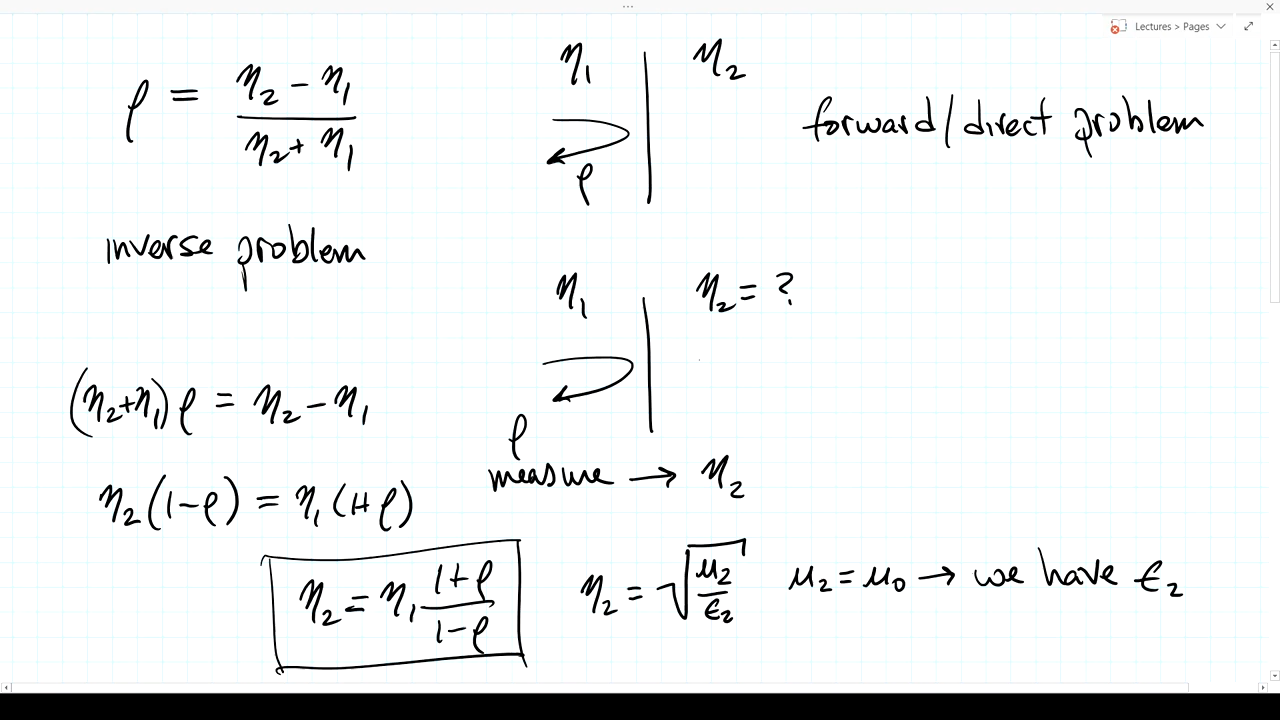 Lectures > Pages
η₁ η₂
ρ = (η₂ − η₁)/(η₂ + η₁)
ρ
forward/direct problem
inverse problem
η₁ η₂ = ?
(η₂+η₁)ρ = η₂ − η₁
ρ
measure → η₂
η₂(1−ρ) = η₁(1+ρ)
η₂ = η₁ (1+ρ)/(1−ρ)
η₂ = √(μ₂/ε₂) μ₂ = μ₀ → we have ε₂